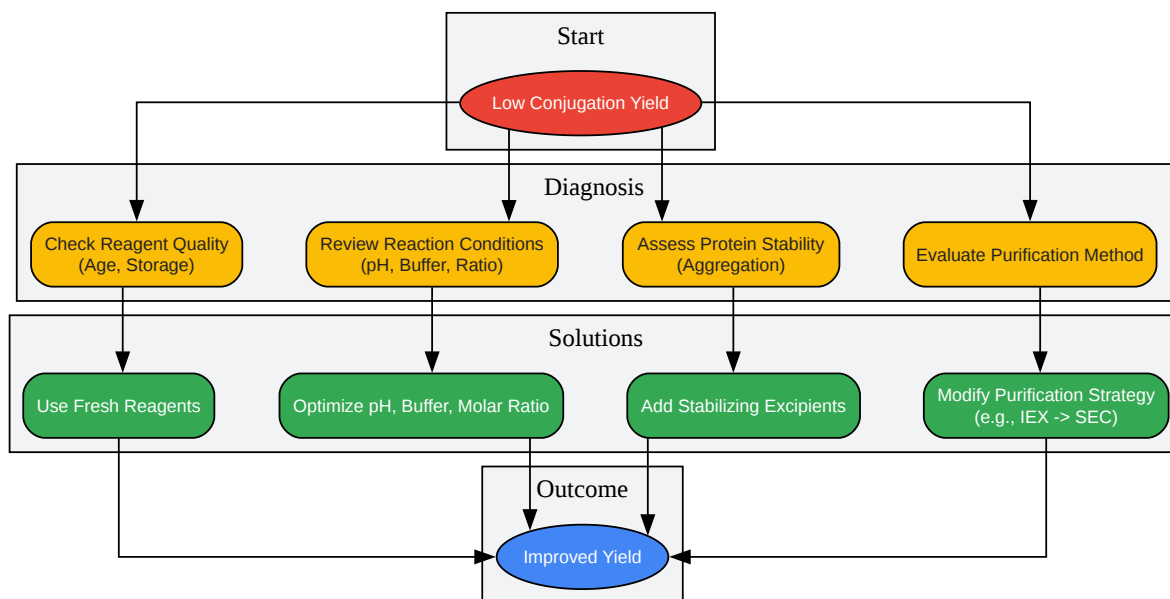 Start
Low Conjugation Yield
Diagnosis
Check Reagent Quality
(Age, Storage)
Review Reaction Conditions
(pH, Buffer, Ratio)
Assess Protein Stability
(Aggregation)
Evaluate Purification Method
Solutions
Use Fresh Reagents
Optimize pH, Buffer, Molar Ratio
Add Stabilizing Excipients
Modify Purification Strategy
(e.g., IEX -> SEC)
Outcome
Improved Yield